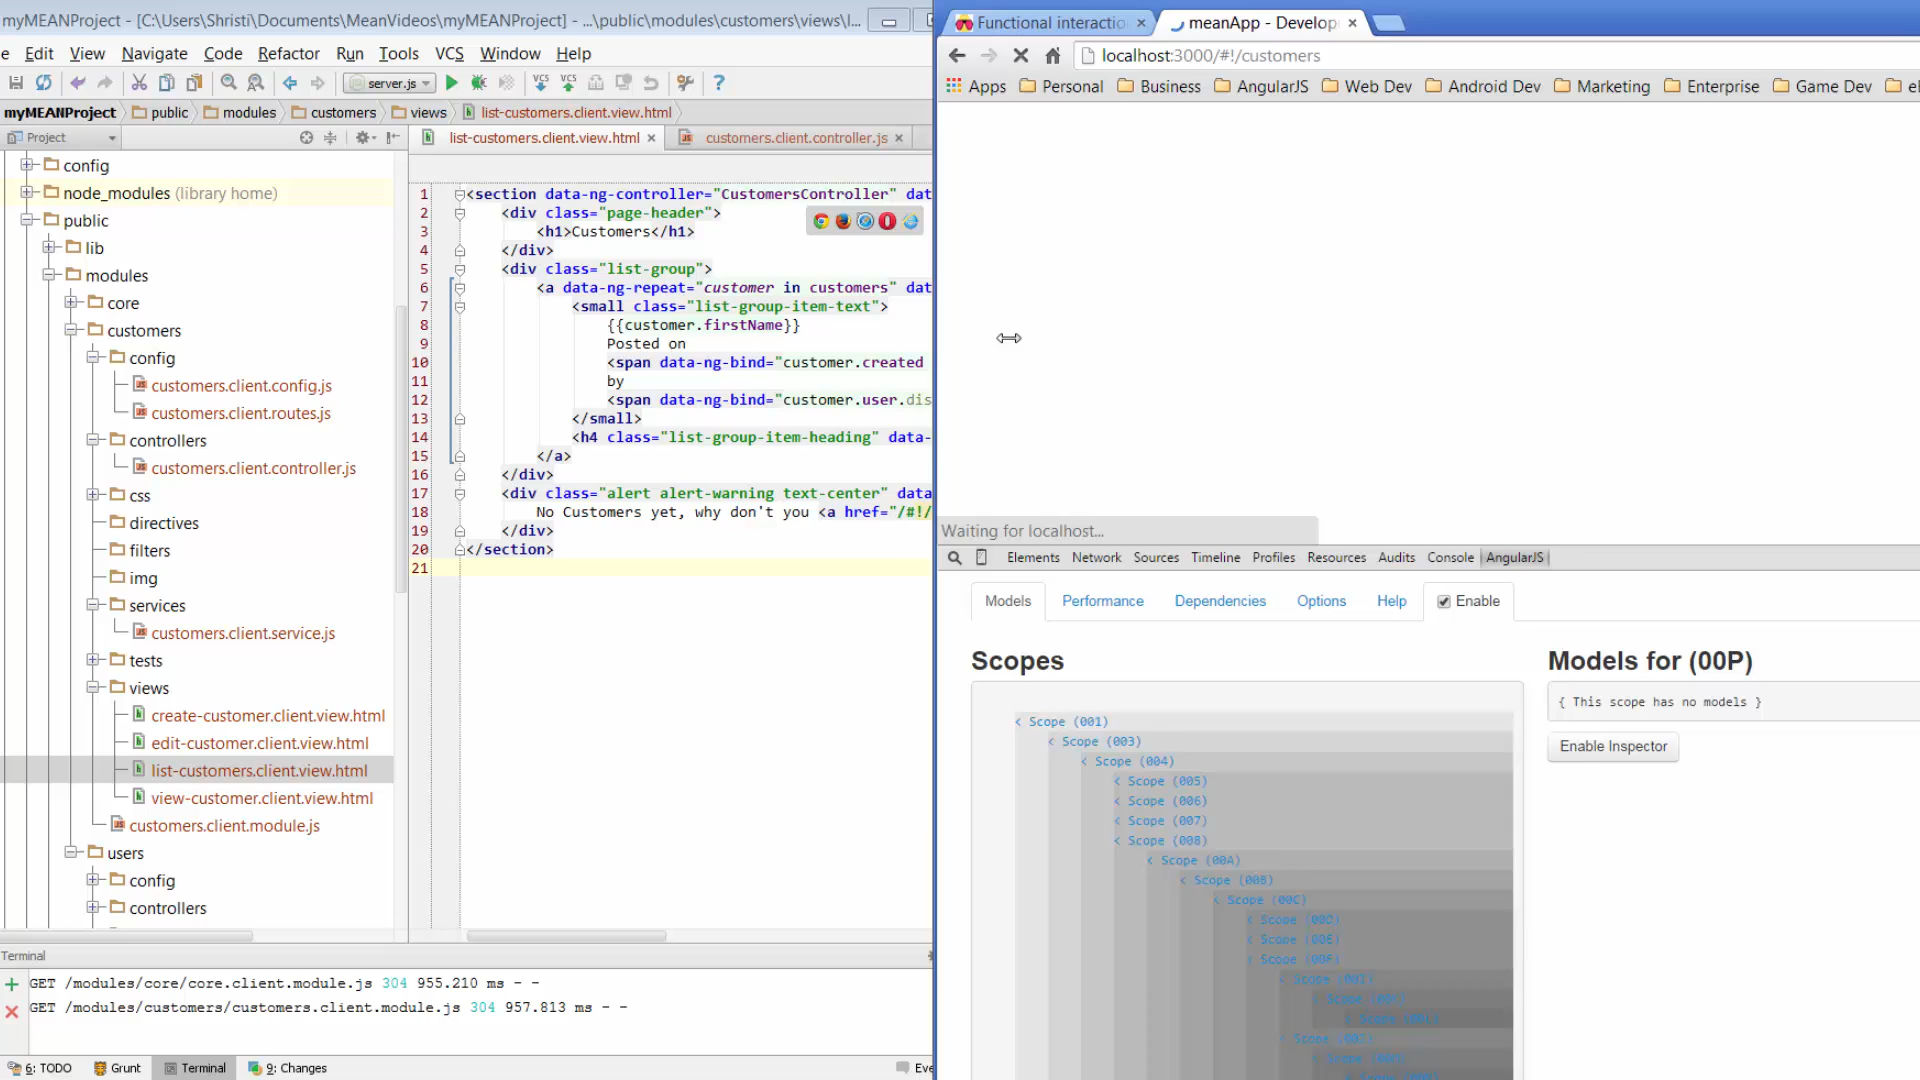 myMEANProject - [C:\Users\Shristi\Documents\MeanVideos\myMEANProject] - ...\public\modules\customers\views\l...
Edit View Navigate Code Refactor Run Tools VCS Window Help
server.js
myMEANProject public modules customers views list-customers.client.view.html
Project
list-customers.client.view.html customers.client.controller.js
config
node_modules (library home)
public
lib
modules
core
customers
config
customers.client.config.js
customers.client.routes.js
controllers
customers.client.controller.js
css
directives
filters
img
services
customers.client.service.js
tests
views
create-customer.client.view.html
edit-customer.client.view.html
list-customers.client.view.html
view-customer.client.view.html
customers.client.module.js
users
config
controllers
1 <section data-ng-controller="CustomersController" dat
2 <div class="page-header">
3 <h1>Customers</h1>
4 </div>
5 <div class="list-group">
6 <a data-ng-repeat="customer in customers" dat
7 <small class="list-group-item-text">
8 {{customer.firstName}}
9 Posted on
10 <span data-ng-bind="customer.created
11 by
12 <span data-ng-bind="customer.user.dis
13 </small>
14 <h4 class="list-group-item-heading" data-
15 </a>
16 </div>
17 <div class="alert alert-warning text-center" data
18 No Customers yet, why don't you <a href="/#!/
19 </div>
20 </section>
21
Terminal
GET /modules/core/core.client.module.js 304 955.210 ms - -
GET /modules/customers/customers.client.module.js 304 957.813 ms - -
6: TODO Grunt Terminal 9: Changes Eve
Functional interactio meanApp - Develop
localhost:3000/#!/customers
Apps Personal Business AngularJS Web Dev Android Dev Marketing Enterprise Game Dev
Waiting for localhost...
Elements Network Sources Timeline Profiles Resources Audits Console AngularJS
Models Performance Dependencies Options Help Enable
Scopes
< Scope (001)
< Scope (003)
< Scope (004)
< Scope (005)
< Scope (006)
< Scope (007)
< Scope (008)
< Scope (00A)
< Scope (00B)
< Scope (00C)
< Scope (00D)
< Scope (00E)
< Scope (00F)
Models for (00P)
{ This scope has no models }
Enable Inspector